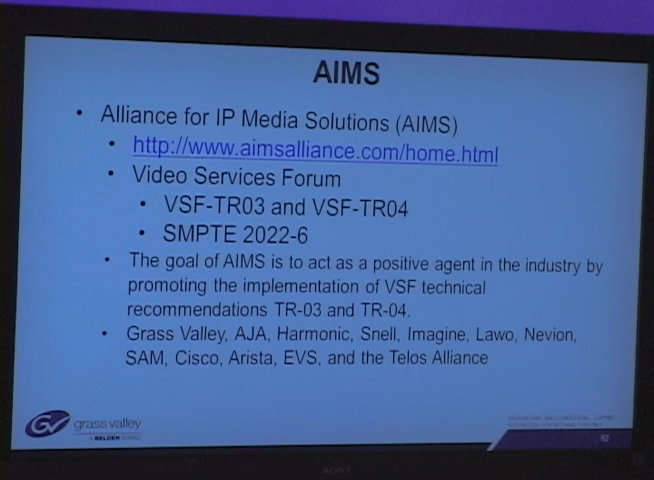 AIMS
• Alliance for IP Media Solutions (AIMS)
• http://www.aimsalliance.com/home.html
• Video Services Forum
• VSF-TR03 and VSF-TR04
• SMPTE 2022-6
• The goal of AIMS is to act as a positive agent in the industry by
promoting the implementation of VSF technical
recommendations TR-03 and TR-04.
• Grass Valley, AJA, Harmonic, Snell, Imagine, Lawo, Nevion,
SAM, Cisco, Arista, EVS, and the Telos Alliance
GV grass valley
A BELDEN BRAND
62
SONY